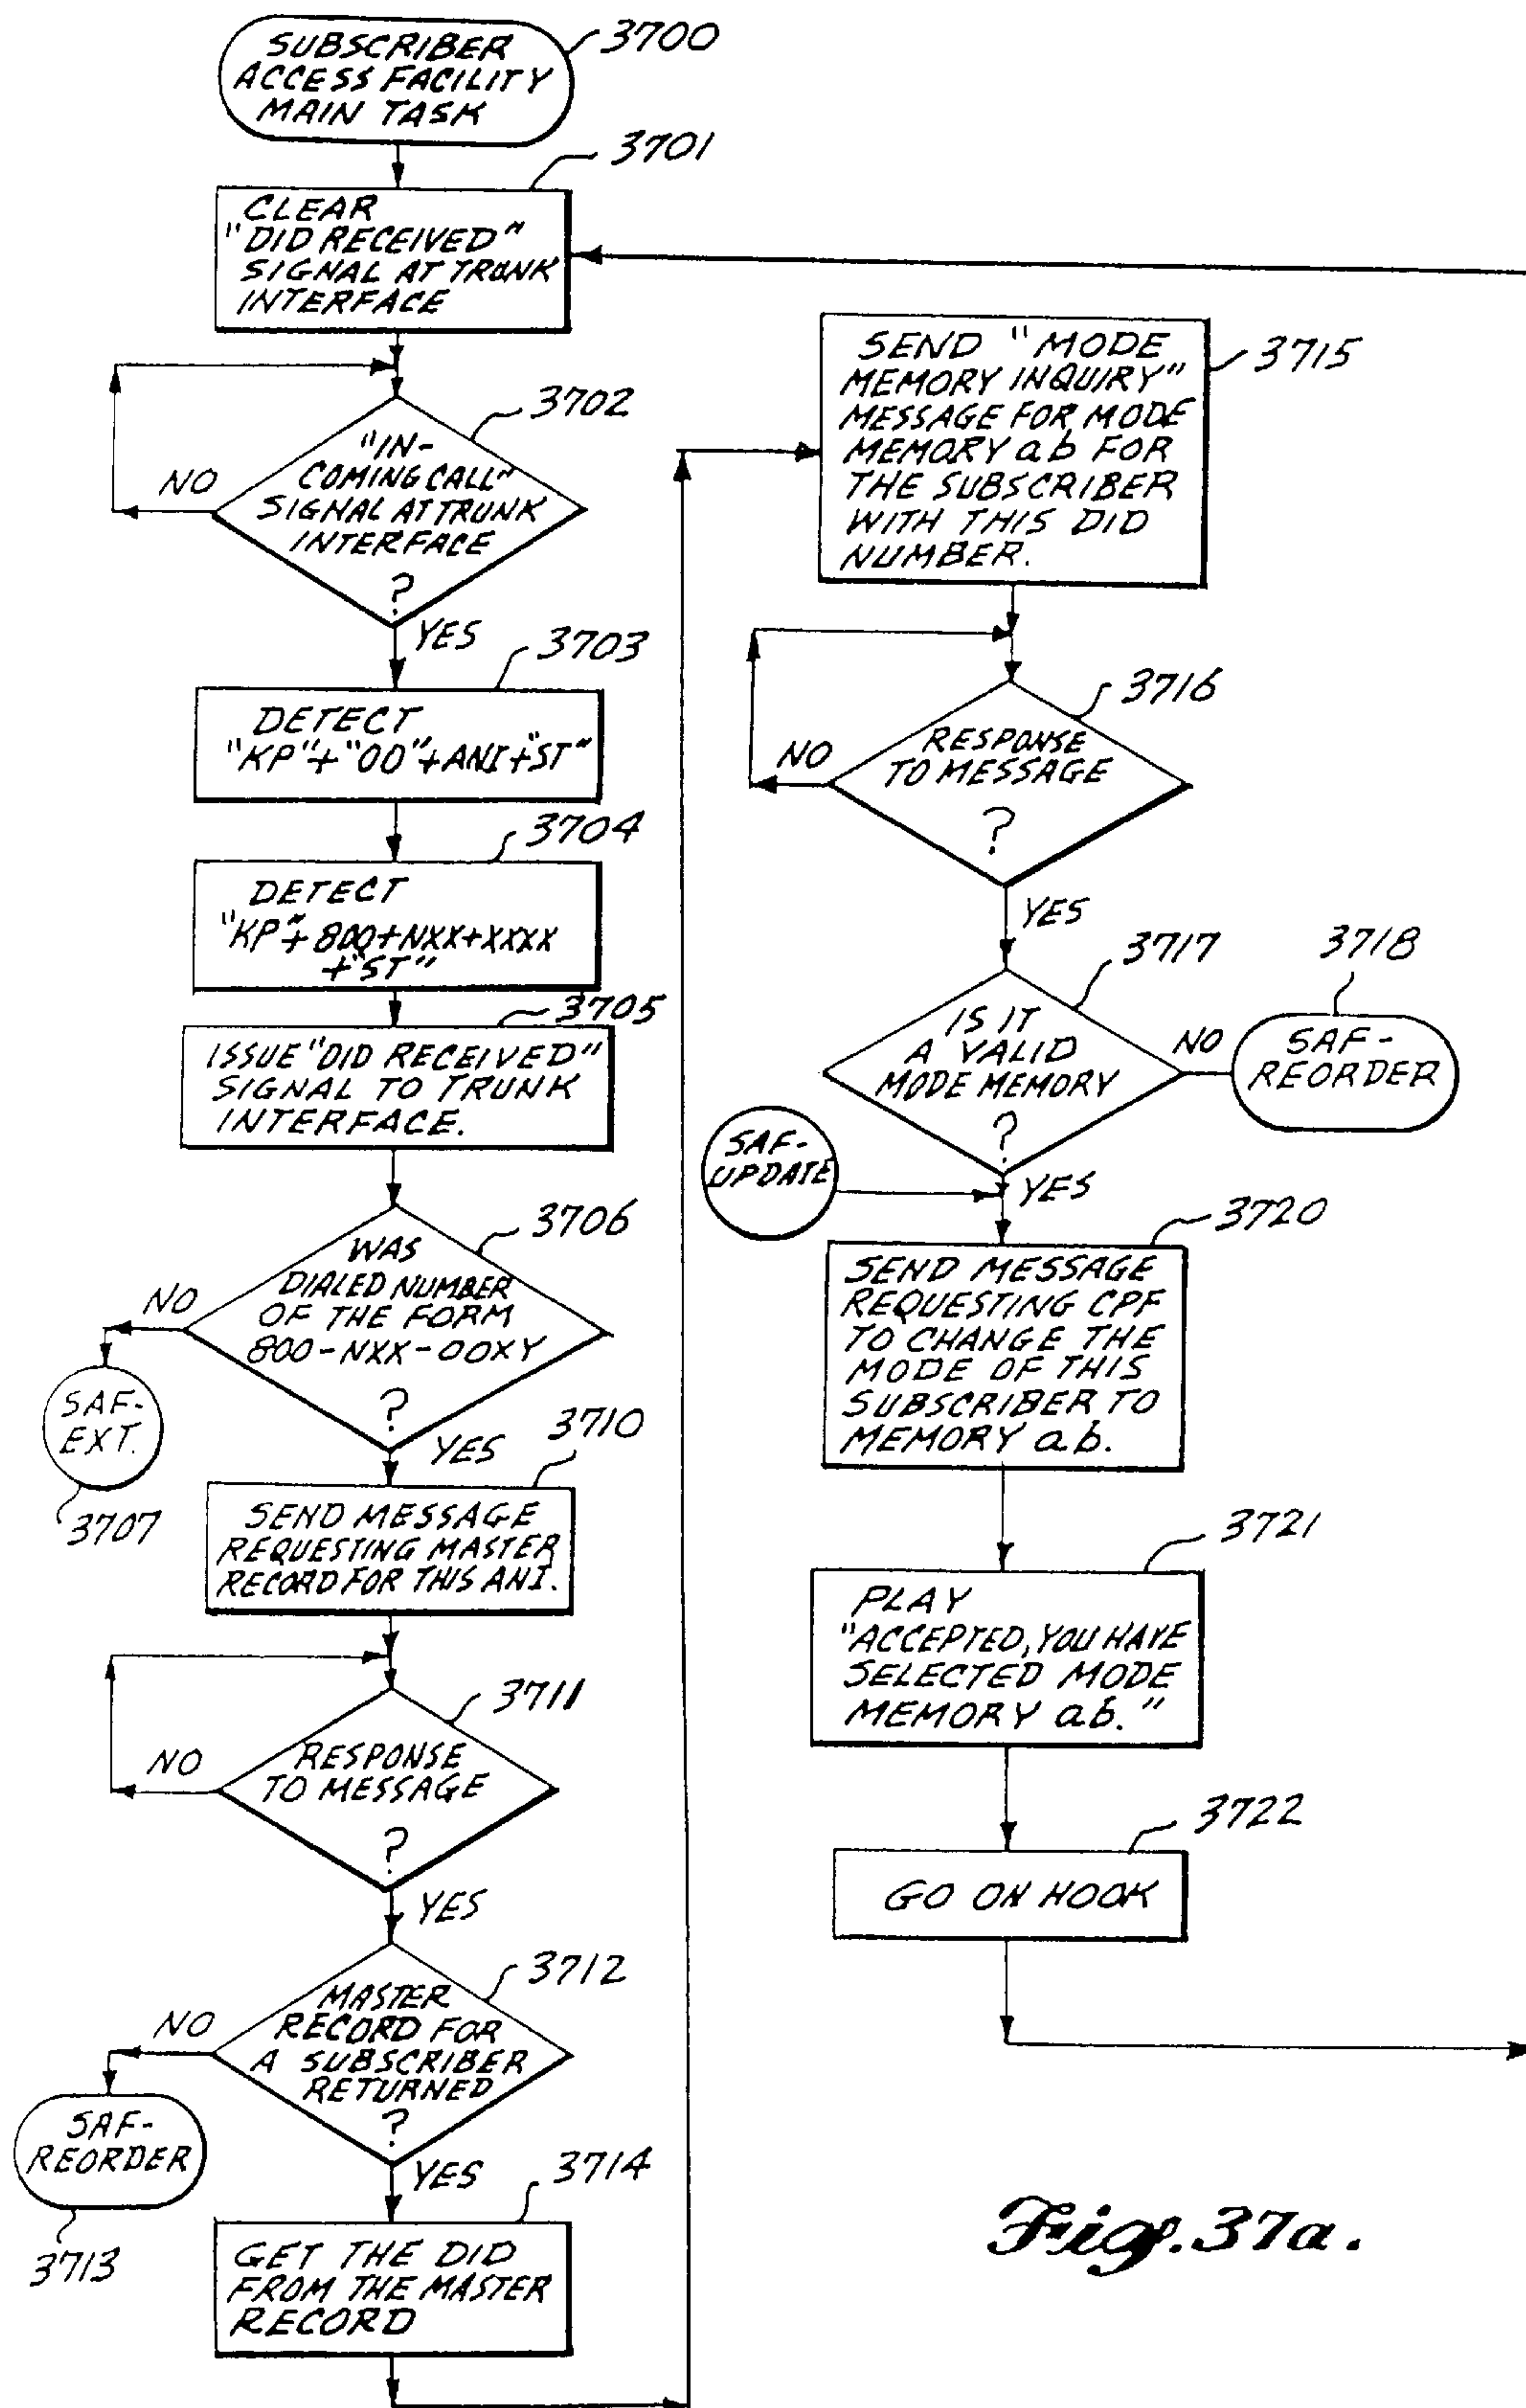 SUBSCRIBER
ACCESS FACILITY
MAIN TASK
3700
3701
CLEAR
"DID RECEIVED"
SIGNAL AT TRUNK
INTERFACE
3702
"IN-
COMING CALL"
SIGNAL AT TRUNK
INTERFACE
?
NO
YES
3703
DETECT
"KP"+"OO"+ANI+"ST"
3704
DETECT
"KP"+800+NXX+XXXX
+"ST"
3705
ISSUE "DID RECEIVED"
SIGNAL TO TRUNK
INTERFACE.
3706
WAS
DIALED NUMBER
OF THE FORM
800-NXX-OOXY
?
NO
SAF-
EXT.
3707
YES
3710
SEND MESSAGE
REQUESTING MASTER
RECORD FOR THIS ANI.
3711
RESPONSE
TO MESSAGE
?
NO
YES
3712
MASTER
RECORD FOR
A SUBSCRIBER
RETURNED
?
NO
SAF-
REORDER
3713
YES
3714
GET THE DID
FROM THE MASTER
RECORD
3715
SEND "MODE
MEMORY INQUIRY"
MESSAGE FOR MODE
MEMORY ab FOR
THE SUBSCRIBER
WITH THIS DID
NUMBER.
3716
RESPONSE
TO MESSAGE
?
NO
YES
3717
IS IT
A VALID
MODE MEMORY
?
NO
3718
SAF-
REORDER
SAF-
UPDATE
YES
3720
SEND MESSAGE
REQUESTING CPF
TO CHANGE THE
MODE OF THIS
SUBSCRIBER TO
MEMORY ab.
3721
PLAY
"ACCEPTED, YOU HAVE
SELECTED MODE
MEMORY ab."
3722
GO ON HOOK
Fig. 37a.